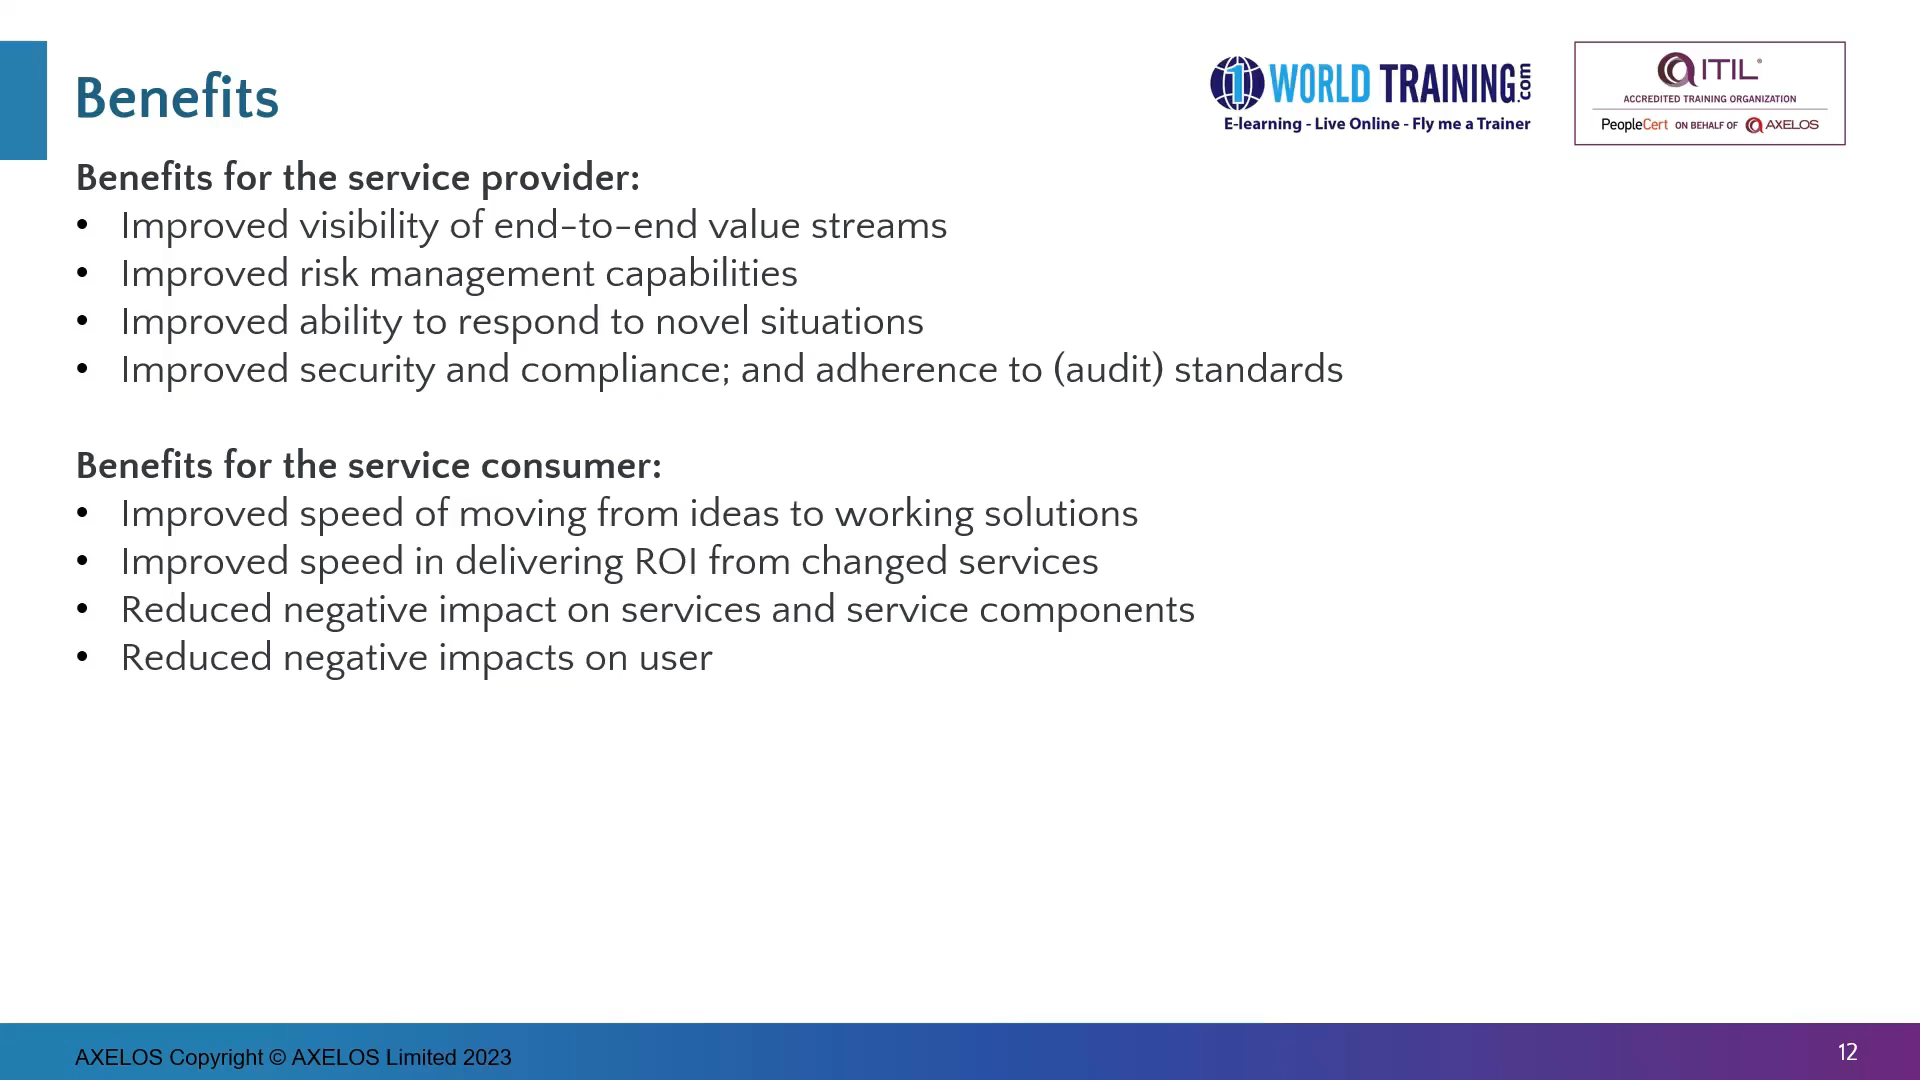 Benefits
1 WORLD TRAINING.com
E-learning - Live Online - Fly me a Trainer
ITIL®
ACCREDITED TRAINING ORGANIZATION
PeopleCert ON BEHALF OF AXELOS
Benefits for the service provider:
• Improved visibility of end-to-end value streams
• Improved risk management capabilities
• Improved ability to respond to novel situations
• Improved security and compliance; and adherence to (audit) standards
Benefits for the service consumer:
• Improved speed of moving from ideas to working solutions
• Improved speed in delivering ROI from changed services
• Reduced negative impact on services and service components
• Reduced negative impacts on user
AXELOS Copyright © AXELOS Limited 2023
12